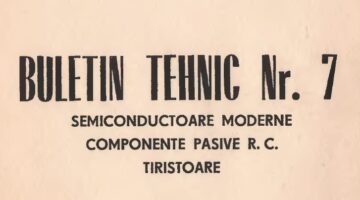 BULETIN TEHNIC Nr. 7
SEMICONDUCTOARE MODERNE
COMPONENTE PASIVE R. C.
TIRISTOARE